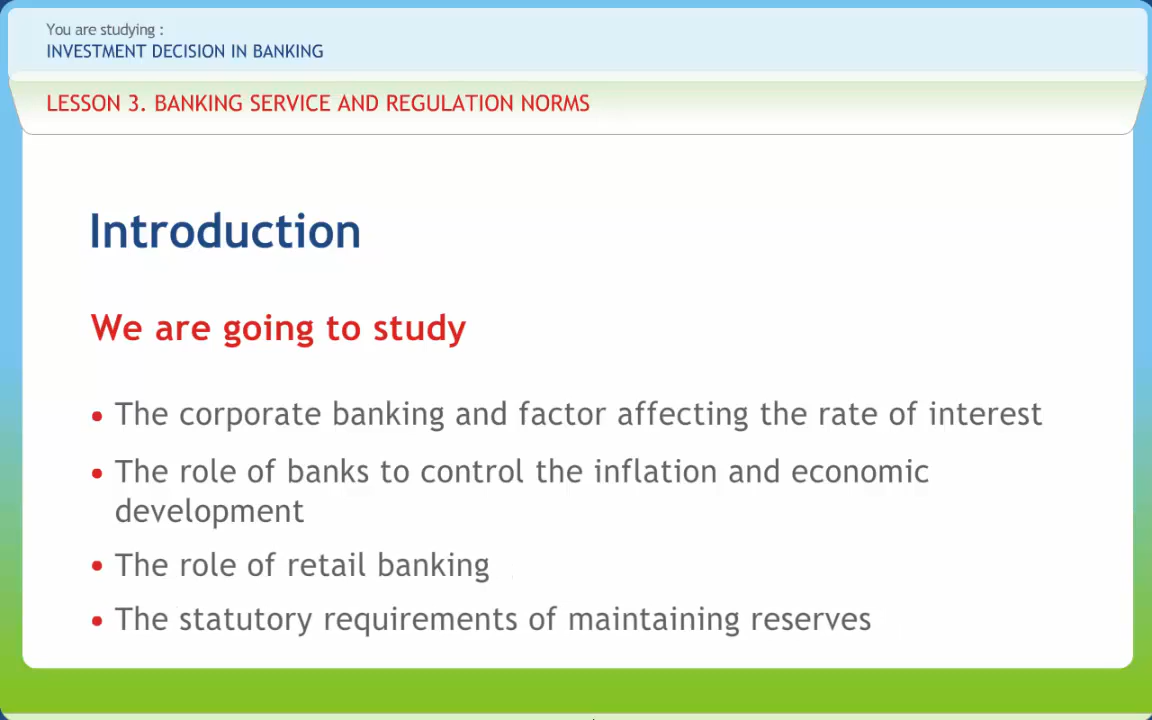 You are studying :
INVESTMENT DECISION IN BANKING
LESSON 3. BANKING SERVICE AND REGULATION NORMS
Introduction
We are going to study
• The corporate banking and factor affecting the rate of interest
• The role of banks to control the inflation and economic
development
• The role of retail banking
• The statutory requirements of maintaining reserves